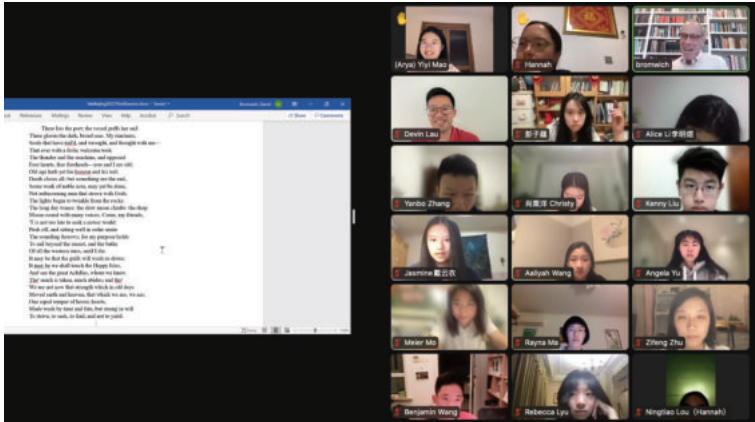 References Mailings Review View Help Acrobat Search
Share Comments
There lies the port; the vessel puffs her sail:
There gloom the dark, broad seas. My mariners,
Souls that have toil'd, and wrought, and thought with me—
That ever with a frolic welcome took
The thunder and the sunshine, and opposed
Free hearts, free foreheads—you and I are old;
Old age hath yet his honour and his toil;
Death closes all: but something ere the end,
Some work of noble note, may yet be done,
Not unbecoming men that strove with Gods.
The lights begin to twinkle from the rocks:
The long day wanes: the slow moon climbs: the deep
Moans round with many voices. Come, my friends,
'T is not too late to seek a newer world.
Push off, and sitting well in order smite
The sounding furrows; for my purpose holds
To sail beyond the sunset, and the baths
Of all the western stars, until I die.
It may be that the gulfs will wash us down:
It may be we shall touch the Happy Isles,
And see the great Achilles, whom we knew.
Tho' much is taken, much abides; and tho'
We are not now that strength which in old days
Moved earth and heaven, that which we are, we are;
One equal temper of heroic hearts,
Made weak by time and fate, but strong in will
To strive, to seek, to find, and not to yield.
(Arya) Yiyi Mao
Hannah
bromwich
Devin Lau
彭子蘊
Alice Li
Yanbo Zhang
Christy
Kenny Liu
Jasmine 戴云衣
Aaliyah Wang
Angela Yu
Meier Mo
Rayna Ma
Zifeng Zhu
Benjamin Wang
Rebecca Lyu
Ningtiao Lou (Hannah)